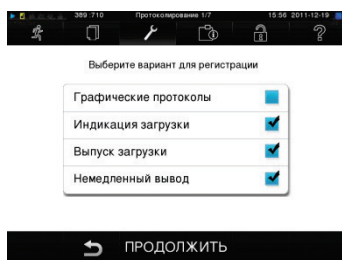 389 :710 Протоколирование 1/7 15:56 2011-12-19
Выберите вариант для регистрации
Графические протоколы
Индикация загрузки
Выпуск загрузки
Немедленный вывод
ПРОДОЛЖИТЬ